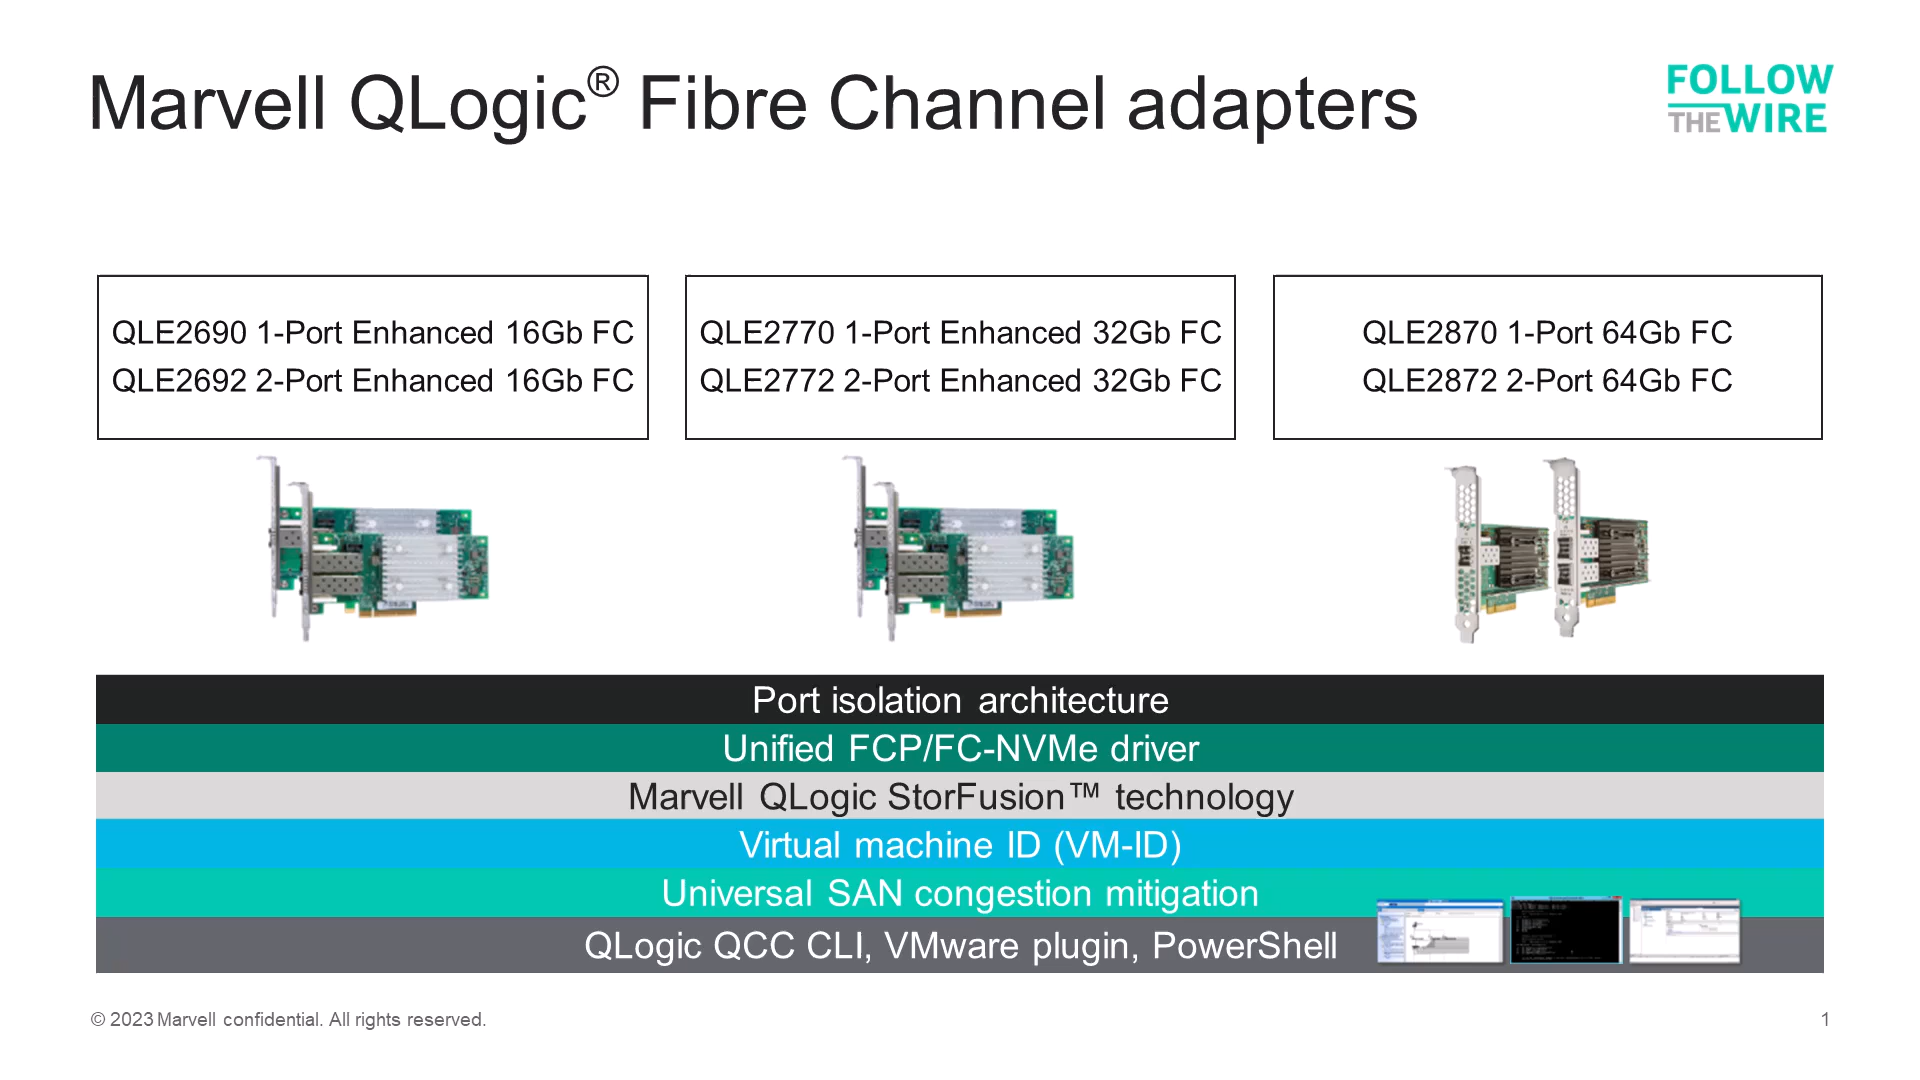 Marvell QLogic® Fibre Channel adapters
FOLLOW
THE WIRE
QLE2690 1-Port Enhanced 16Gb FC
QLE2692 2-Port Enhanced 16Gb FC
QLE2770 1-Port Enhanced 32Gb FC
QLE2772 2-Port Enhanced 32Gb FC
QLE2870 1-Port 64Gb FC
QLE2872 2-Port 64Gb FC
Port isolation architecture
Unified FCP/FC-NVMe driver
Marvell QLogic StorFusion™ technology
Virtual machine ID (VM-ID)
Universal SAN congestion mitigation
QLogic QCC CLI, VMware plugin, PowerShell
© 2023 Marvell confidential. All rights reserved.
1